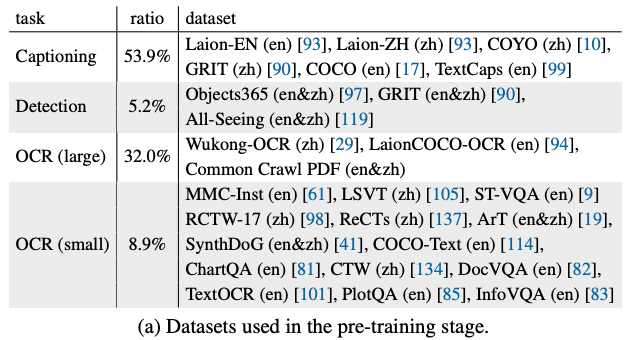 task ratio dataset
Captioning 53.9% Laion-EN (en) [93], Laion-ZH (zh) [93], COYO (zh) [10],
GRIT (zh) [90], COCO (en) [17], TextCaps (en) [99]
Detection 5.2% Objects365 (en&zh) [97], GRIT (en&zh) [90],
All-Seeing (en&zh) [119]
OCR (large) 32.0% Wukong-OCR (zh) [29], LaionCOCO-OCR (en) [94],
Common Crawl PDF (en&zh)
OCR (small) 8.9% MMC-Inst (en) [61], LSVT (zh) [105], ST-VQA (en) [9]
RCTW-17 (zh) [98], ReCTs (zh) [137], ArT (en&zh) [19],
SynthDoG (en&zh) [41], COCO-Text (en) [114],
ChartQA (en) [81], CTW (zh) [134], DocVQA (en) [82],
TextOCR (en) [101], PlotQA (en) [85], InfoVQA (en) [83]
(a) Datasets used in the pre-training stage.